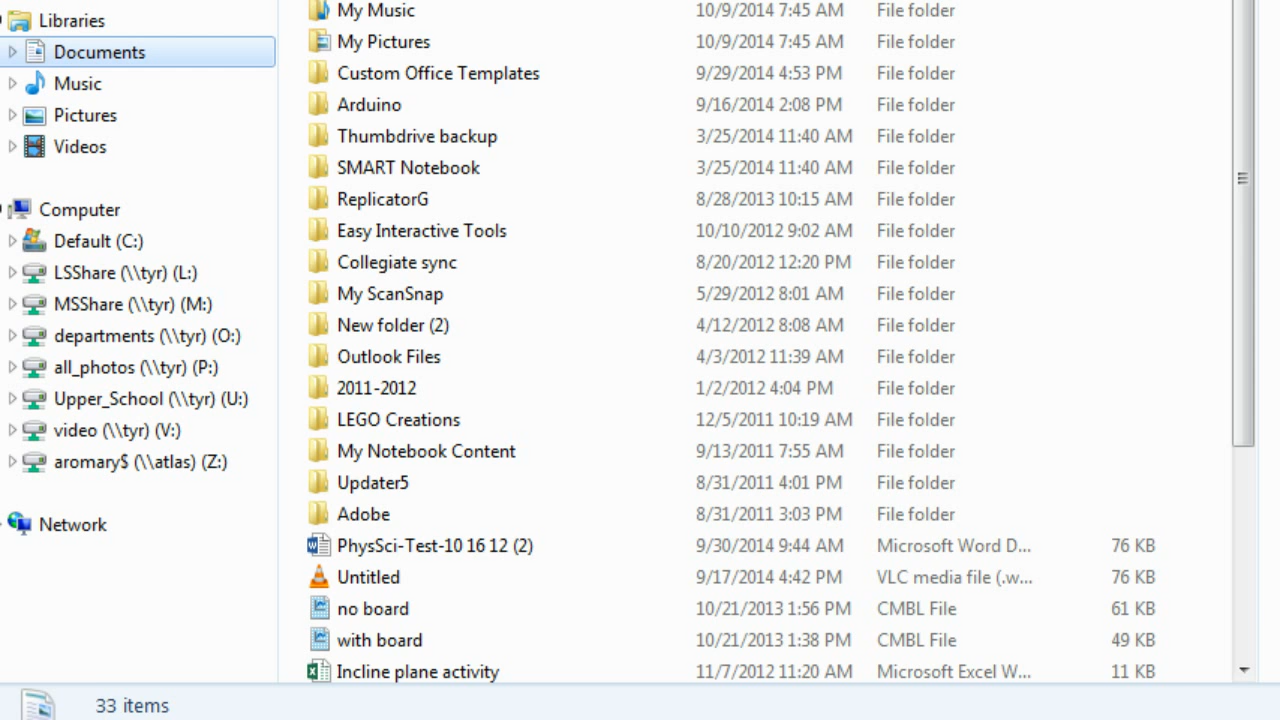 Libraries
Documents
Music
Pictures
Videos
Computer
Default (C:)
LSShare (\\tyr) (L:)
MSShare (\\tyr) (M:)
departments (\\tyr) (O:)
all_photos (\\tyr) (P:)
Upper_School (\\tyr) (U:)
video (\\tyr) (V:)
aromary$ (\\atlas) (Z:)
Network
My Music 10/9/2014 7:45 AM File folder
My Pictures 10/9/2014 7:45 AM File folder
Custom Office Templates 9/29/2014 4:53 PM File folder
Arduino 9/16/2014 2:08 PM File folder
Thumbdrive backup 3/25/2014 11:40 AM File folder
SMART Notebook 3/25/2014 11:40 AM File folder
ReplicatorG 8/28/2013 10:15 AM File folder
Easy Interactive Tools 10/10/2012 9:02 AM File folder
Collegiate sync 8/20/2012 12:20 PM File folder
My ScanSnap 5/29/2012 8:01 AM File folder
New folder (2) 4/12/2012 8:08 AM File folder
Outlook Files 4/3/2012 11:39 AM File folder
2011-2012 1/2/2012 4:04 PM File folder
LEGO Creations 12/5/2011 10:19 AM File folder
My Notebook Content 9/13/2011 7:55 AM File folder
Updater5 8/31/2011 4:01 PM File folder
Adobe 8/31/2011 3:03 PM File folder
PhysSci-Test-10 16 12 (2) 9/30/2014 9:44 AM Microsoft Word D... 76 KB
Untitled 9/17/2014 4:42 PM VLC media file (.w... 76 KB
no board 10/21/2013 1:56 PM CMBL File 61 KB
with board 10/21/2013 1:38 PM CMBL File 49 KB
Incline plane activity 11/7/2012 11:20 AM Microsoft Excel W... 11 KB
33 items